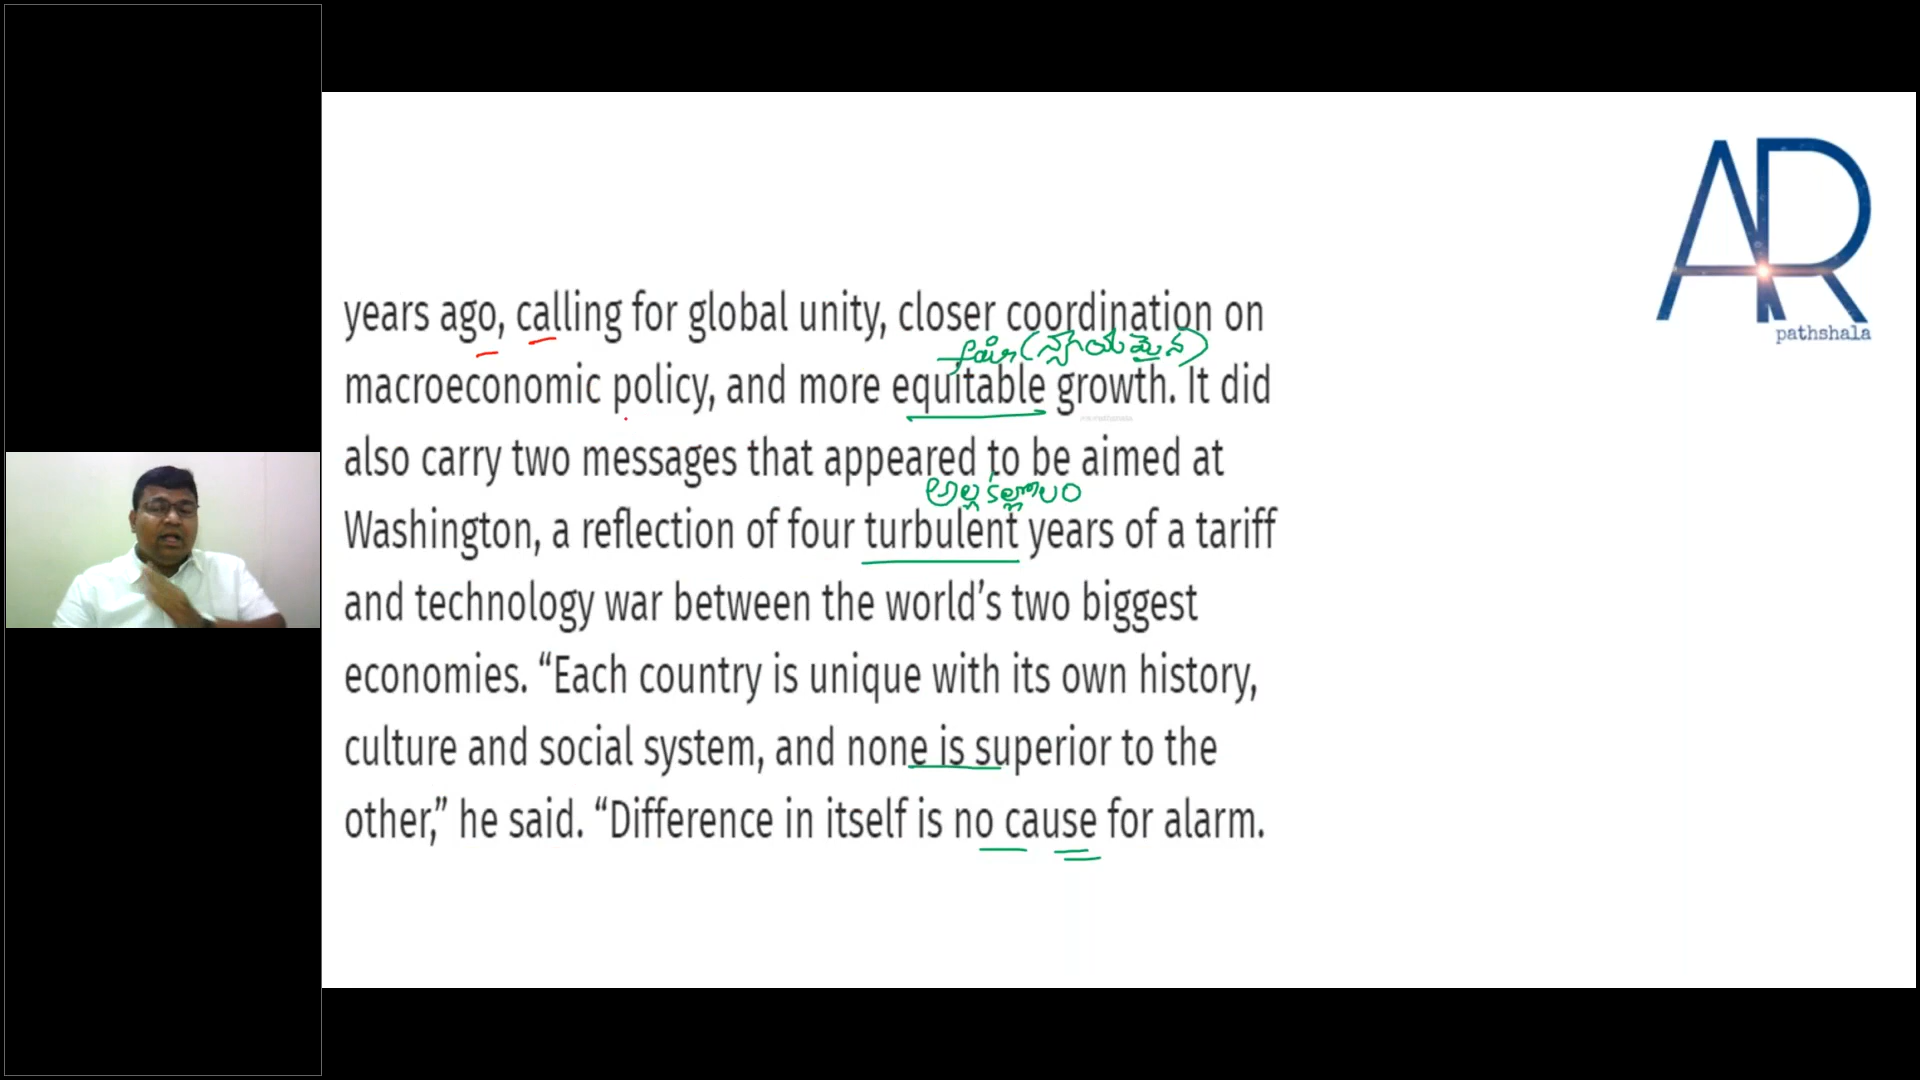 years ago, calling for global unity, closer coordination on
fair (న్యాయమైన)
macroeconomic policy, and more equitable growth. It did
also carry two messages that appeared to be aimed at
అల్లకల్లోలం
Washington, a reflection of four turbulent years of a tariff
and technology war between the world’s two biggest
economies. “Each country is unique with its own history,
culture and social system, and none is superior to the
other,” he said. “Difference in itself is no cause for alarm.
AR
pathshala